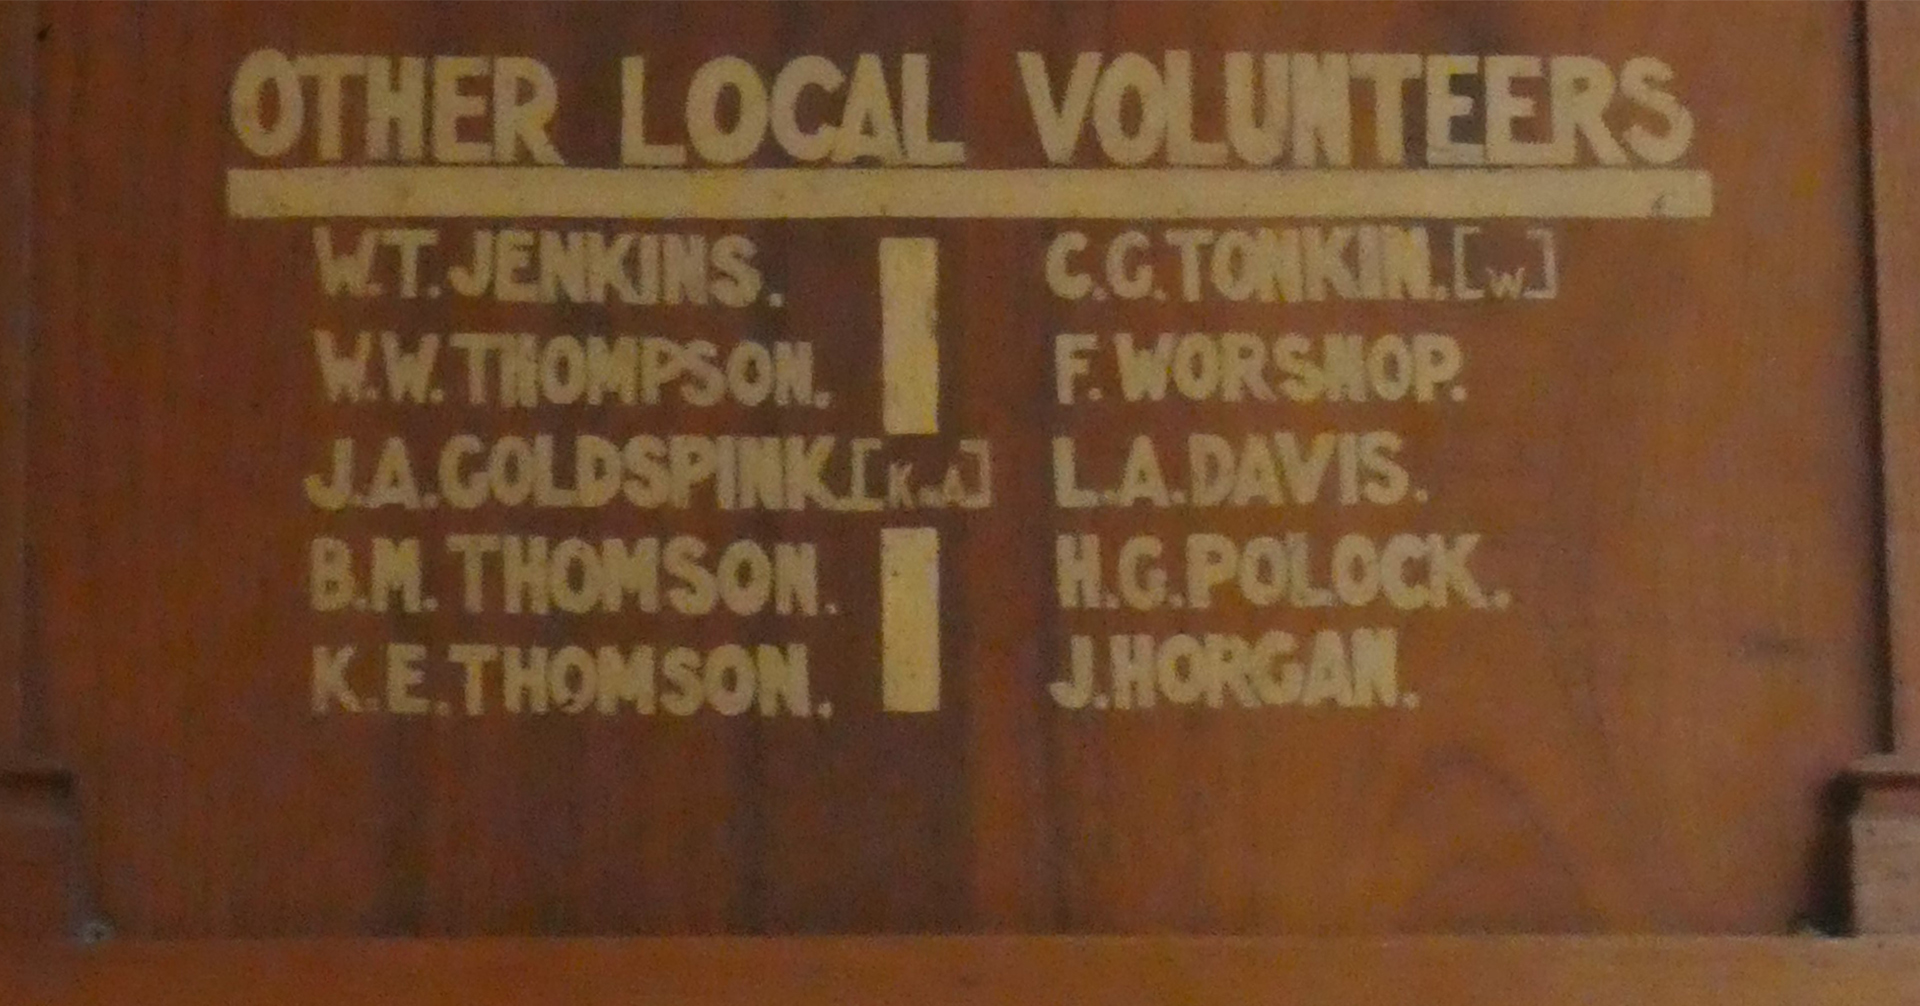 OTHER LOCAL VOLUNTEERS
W.T. JENKINS.
W.W. THOMPSON.
J.A. GOLDSPINK. [K.A]
B.M. THOMSON.
K.E. THOMSON.
C.G. TONKIN. [W.]
F. WORSHOP.
L.A. DAVIS.
H.G. POLOCK.
J. HORGAN.